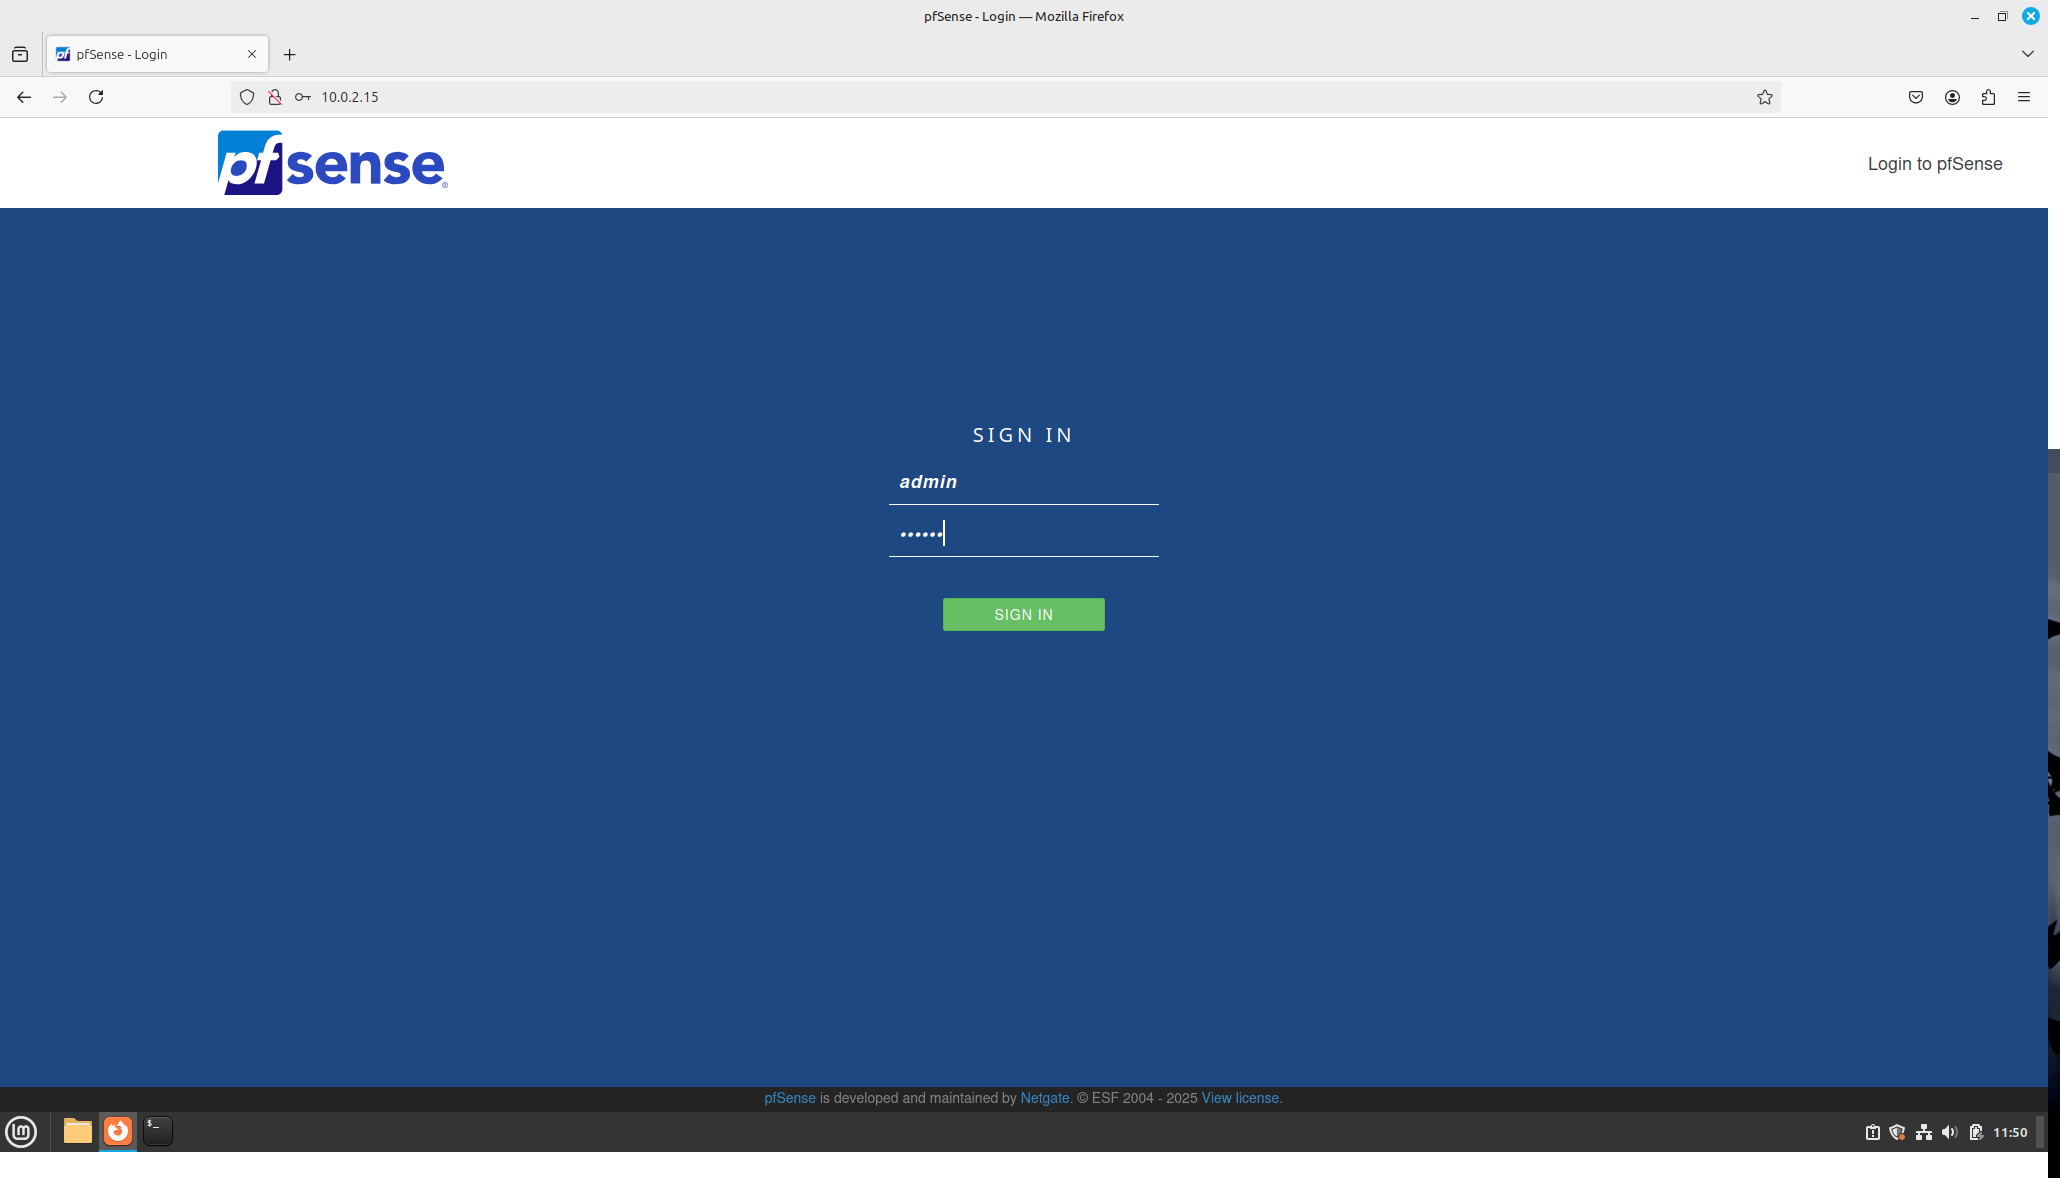 pfSense - Login — Mozilla Firefox
pfSense - Login
10.0.2.15
pfsense®
Login to pfSense
SIGN IN
admin
••••••
SIGN IN
pfSense is developed and maintained by Netgate. © ESF 2004 - 2025 View license.
lm
$_
11:50